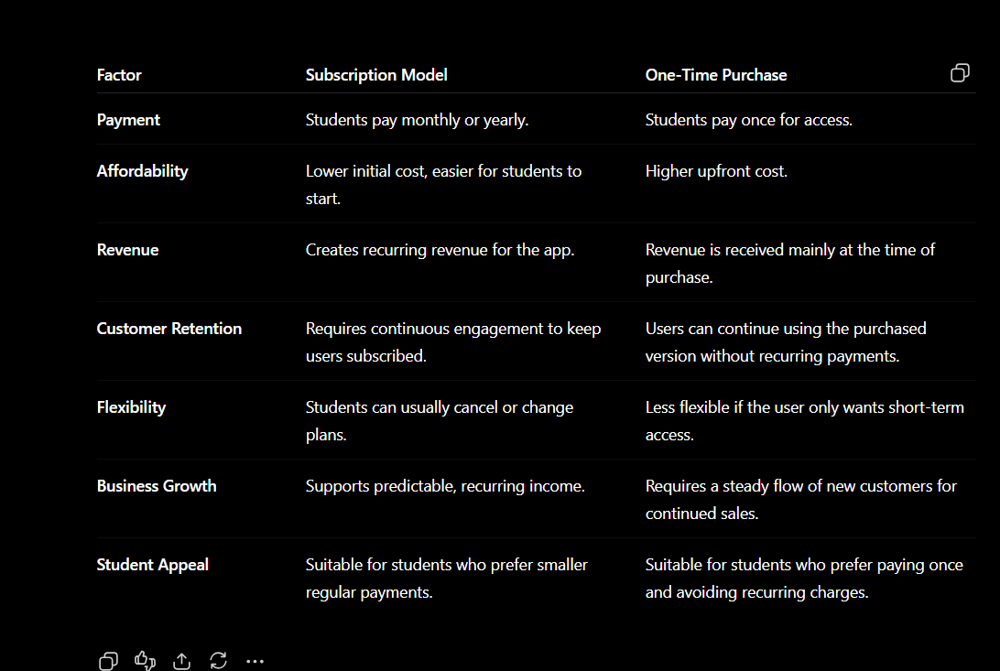 Factor Subscription Model One-Time Purchase
Payment Students pay monthly or yearly. Students pay once for access.
Affordability Lower initial cost, easier for students to Higher upfront cost.
start.
Revenue Creates recurring revenue for the app. Revenue is received mainly at the time of
purchase.
Customer Retention Requires continuous engagement to keep Users can continue using the purchased
users subscribed. version without recurring payments.
Flexibility Students can usually cancel or change Less flexible if the user only wants short-term
plans. access.
Business Growth Supports predictable, recurring income. Requires a steady flow of new customers for
continued sales.
Student Appeal Suitable for students who prefer smaller Suitable for students who prefer paying once
regular payments. and avoiding recurring charges.